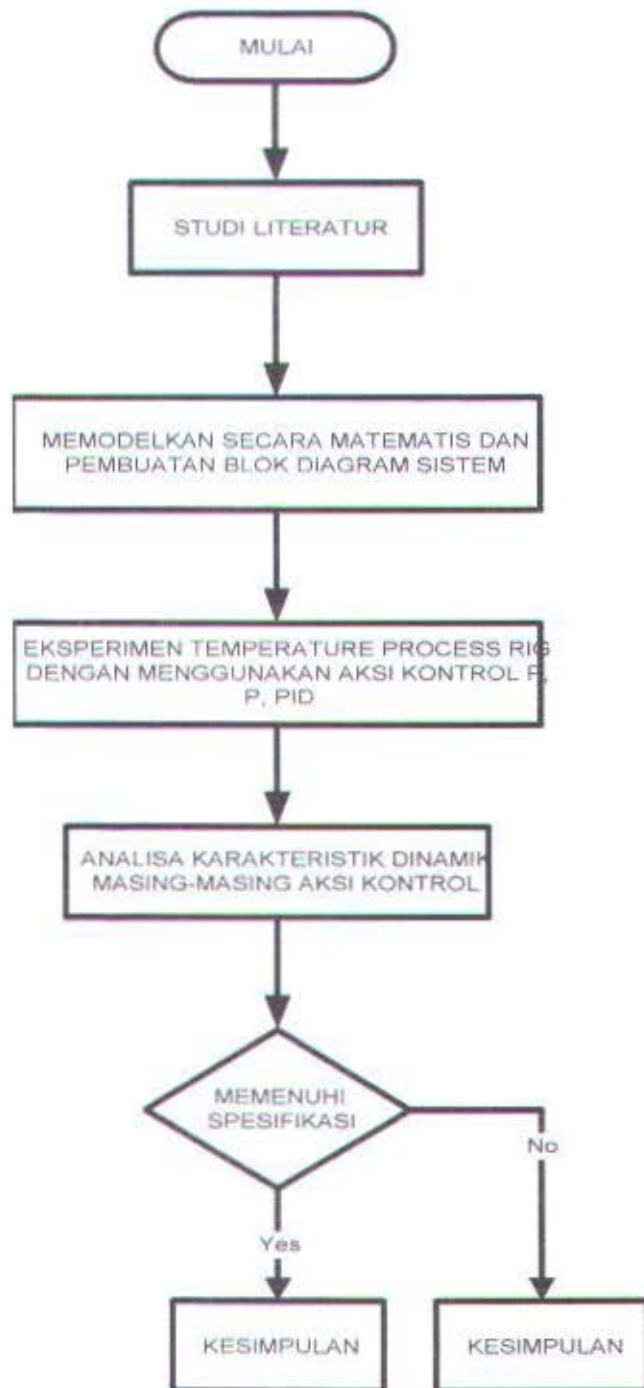 MULAI
STUDI LITERATUR
MEMODELKAN SECARA MATEMATIS DAN
PEMBUATAN BLOK DIAGRAM SISTEM
EKSPERIMEN TEMPERATURE PROCESS RIG
DENGAN MENGGUNAKAN AKSI KONTROL P,
P, PID
ANALISA KARAKTERISTIK DINAMIK
MASING-MASING AKSI KONTROL
MEMENUHI
SPESIFIKASI
No
Yes
KESIMPULAN
KESIMPULAN